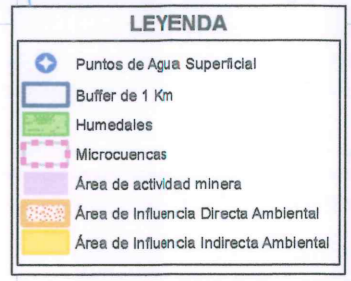 LEYENDA
Puntos de Agua Superficial
Buffer de 1 Km
Humedales
Microcuencas
Área de actividad minera
Área de Influencia Directa Ambiental
Área de Influencia Indirecta Ambiental